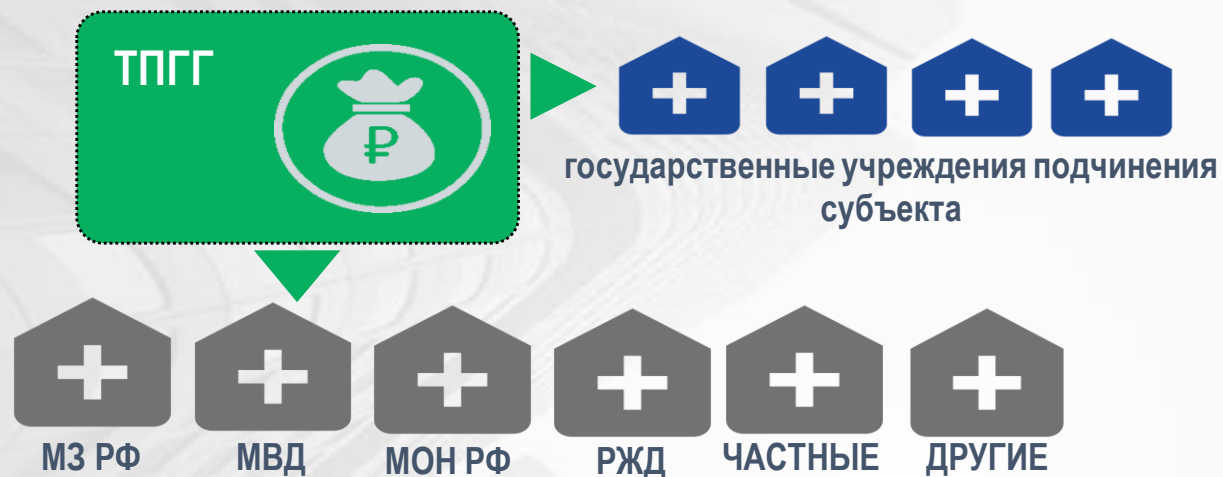 ТПГГ
₽
государственные учреждения подчинения
субъекта
МЗ РФ
МВД
МОН РФ
РЖД
ЧАСТНЫЕ
ДРУГИЕ